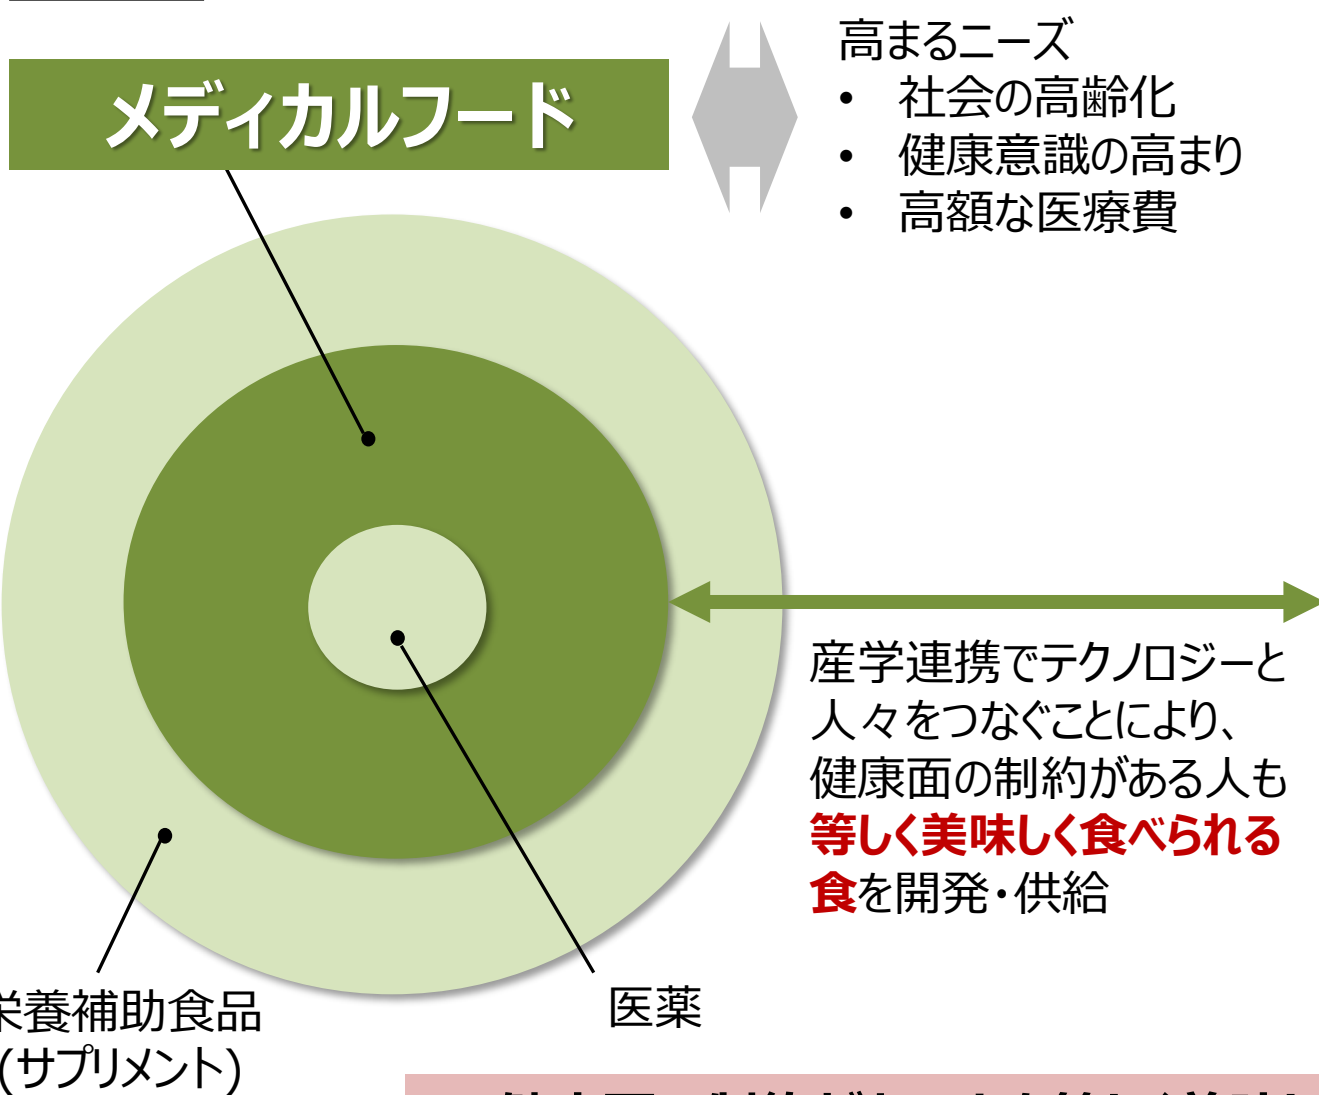 メディカルフード
高まるニーズ
• 社会の高齢化
• 健康意識の高まり
• 高額な医療費
産学連携でテクノロジーと
人々をつなぐことにより、
健康面の制約がある人も
等しく美味しく食べられる
食を開発・供給
栄養補助食品
(サプリメント)
医薬